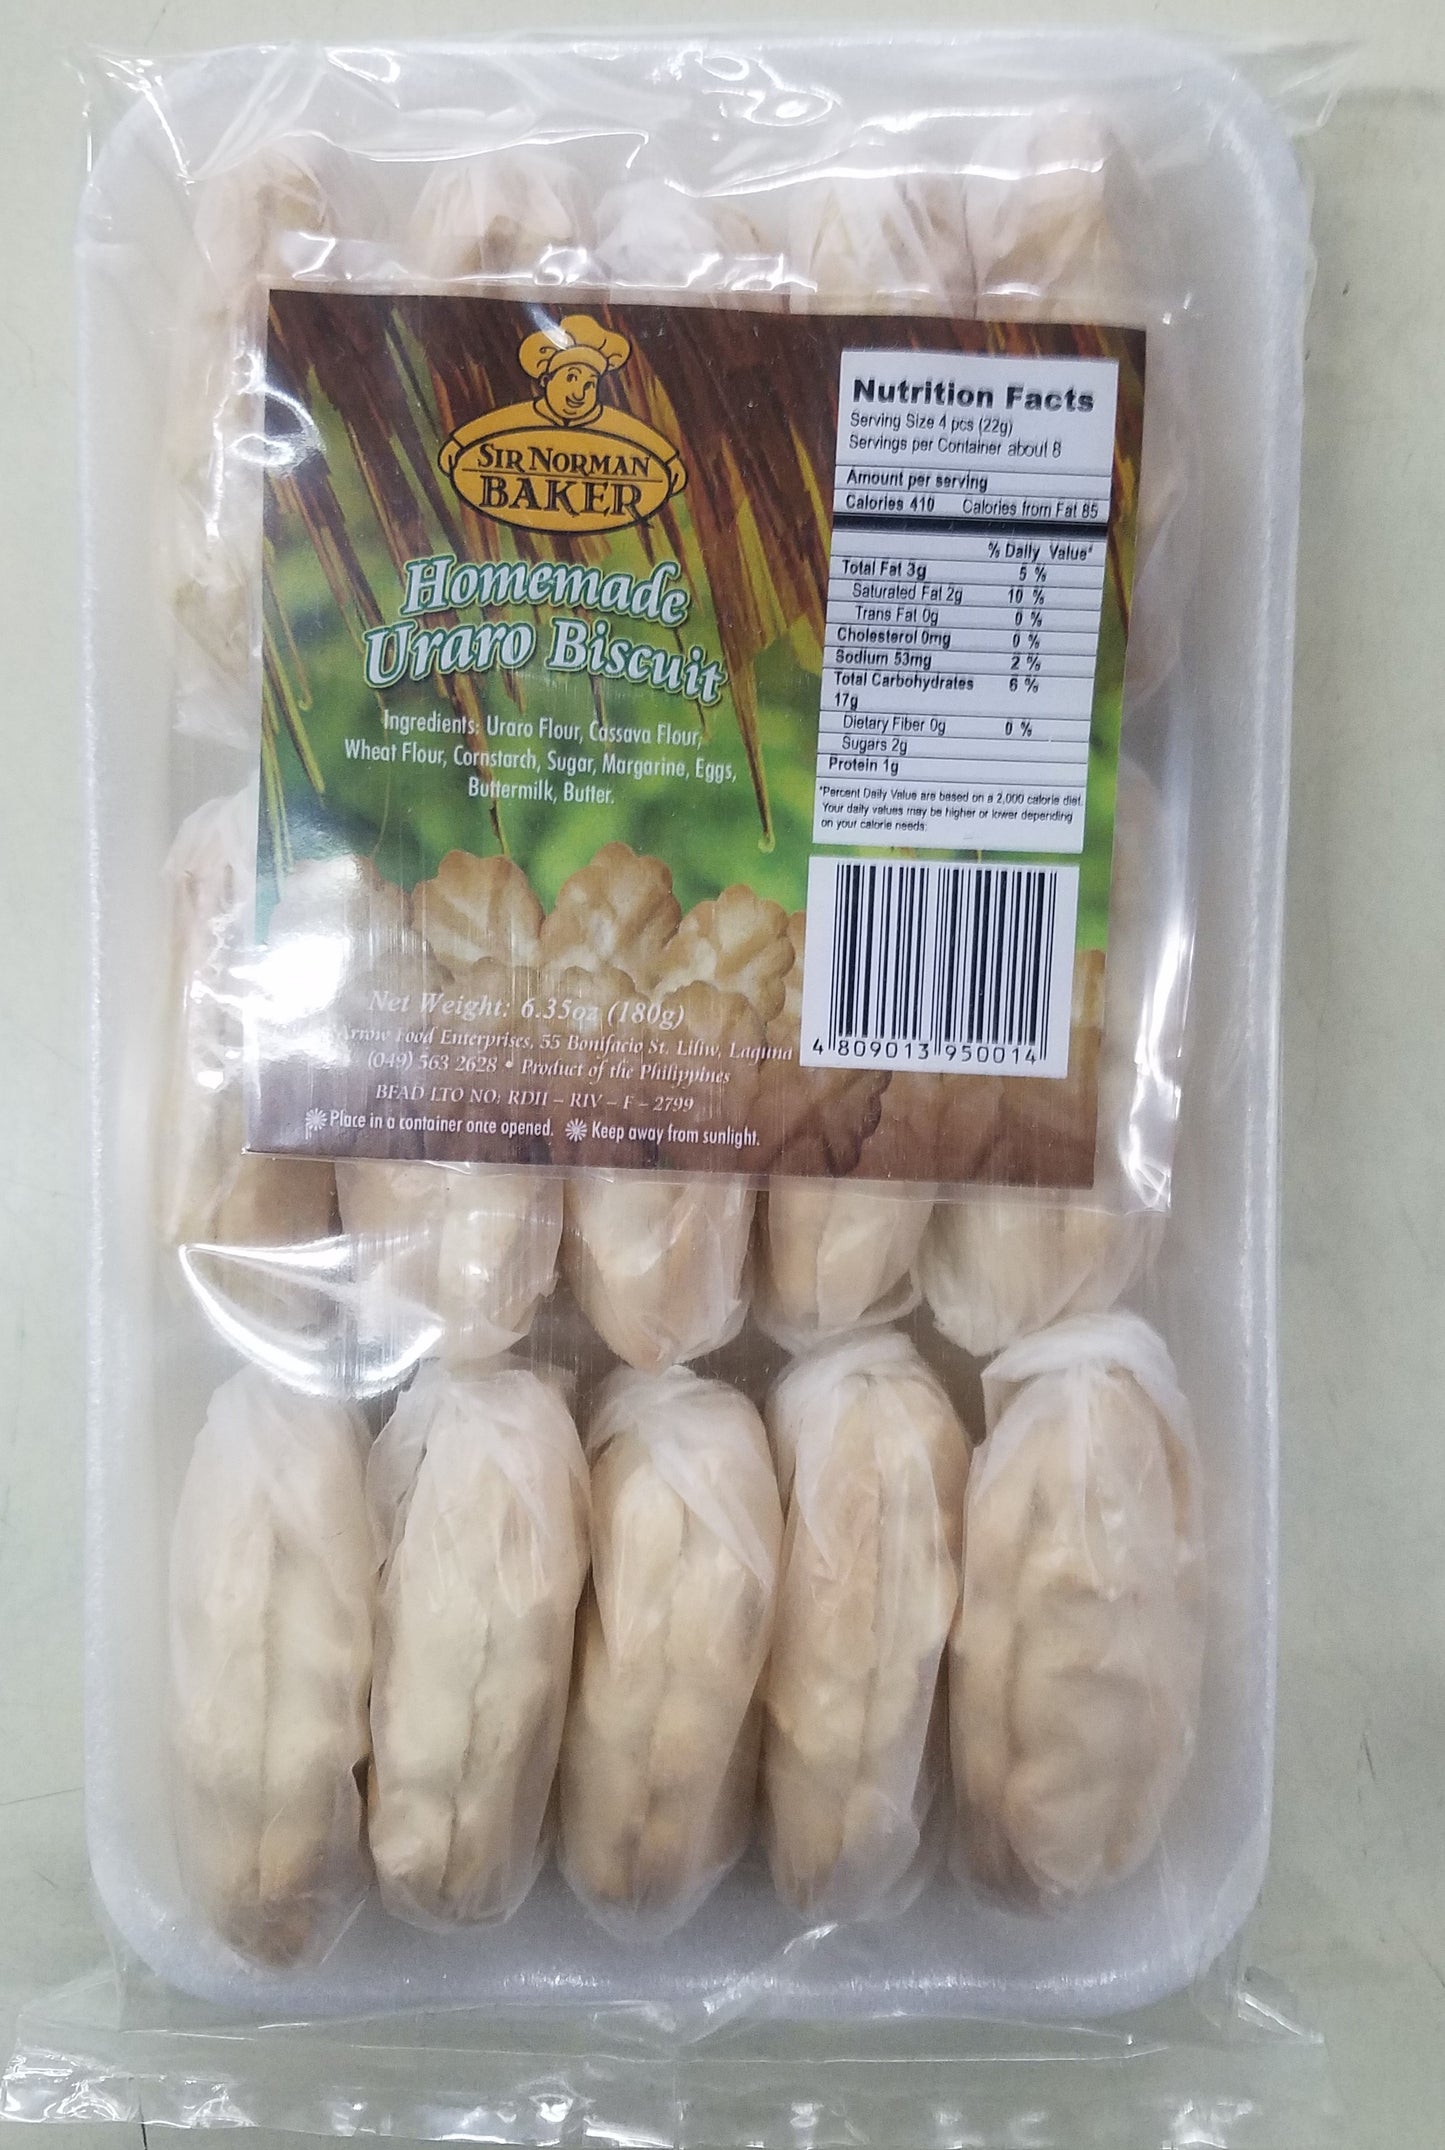 SIR NORMAN
BAKER
Homemade
Uraro Biscuit
Ingredients: Uraro Flour, Cassava Flour,
Wheat Flour, Cornstarch, Sugar, Margarine, Eggs,
Buttermilk, Butter.
Net Weight: 6.35oz (180g)
Arrow Food Enterprises, 55 Bonifacio St. Liliw, Laguna
(049) 563 2628 • Product of the Philippines
BFAD LTO NO: RDII – RIV – F – 2799
Place in a container once opened. Keep away from sunlight.
Nutrition Facts
Serving Size 4 pcs (22g)
Servings per Container about 8
Amount per serving
Calories 410 Calories from Fat 85
% Daily Value*
Total Fat 3g 5 %
Saturated Fat 2g 10 %
Trans Fat 0g 0 %
Cholesterol 0mg 0 %
Sodium 53mg 2 %
Total Carbohydrates 6 %
17g
Dietary Fiber 0g 0 %
Sugars 2g
Protein 1g
*Percent Daily Value are based on a 2,000 calorie diet.
Your daily values may be higher or lower depending
on your calorie needs.
4 809013 950014